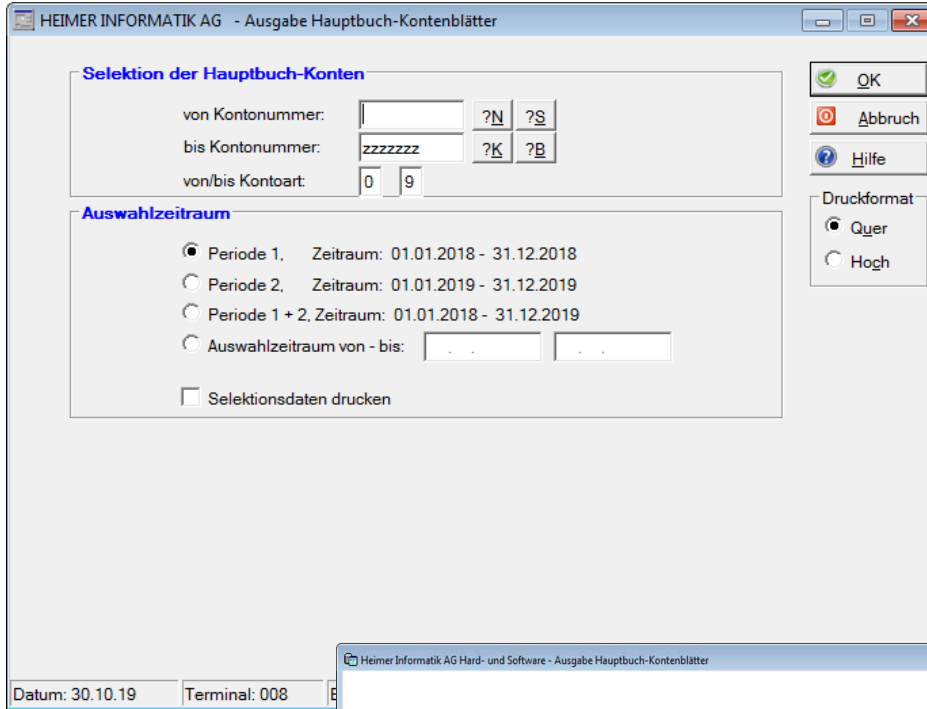 HEIMER INFORMATIK AG - Ausgabe Hauptbuch-Kontenblätter
Selektion der Hauptbuch-Konten
von Kontonummer: ?N ?S
bis Kontonummer: zzzzzzz ?K ?B
von/bis Kontoart: 0 9
OK
Abbruch
Hilfe
Druckformat
Quer
Hoch
Auswahlzeitraum
Periode 1, Zeitraum: 01.01.2018 - 31.12.2018
Periode 2, Zeitraum: 01.01.2019 - 31.12.2019
Periode 1 + 2, Zeitraum: 01.01.2018 - 31.12.2019
Auswahlzeitraum von - bis: . . . .
Selektionsdaten drucken
Heimer Informatik AG Hard- und Software - Ausgabe Hauptbuch-Kontenblätter
Datum: 30.10.19 Terminal: 008